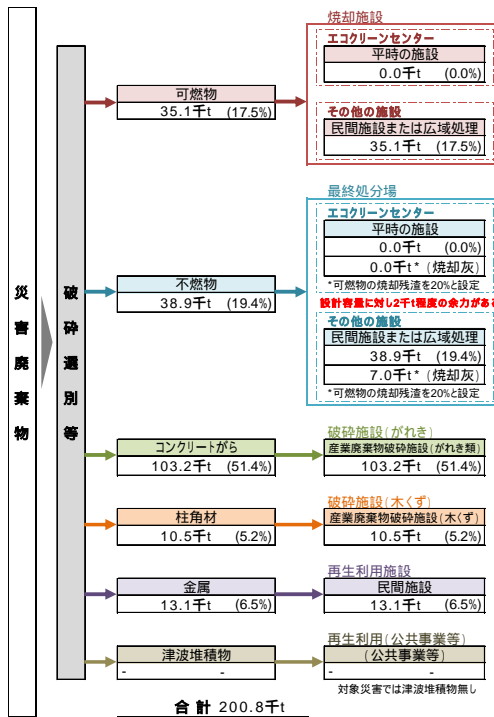 災害廃棄物
破砕選別等
焼却施設
エコクリーンセンター
平時の施設
0.0千t (0.0%)
可燃物
35.1千t (17.5%)
その他の施設
民間施設または広域処理
35.1千t (17.5%)
最終処分場
エコクリーンセンター
平時の施設
0.0千t (0.0%)
0.0千t* (焼却灰)
*可燃物の焼却残渣を20%と設定
設計容量に対し2千t程度の余力がある
不燃物
38.9千t (19.4%)
その他の施設
民間施設または広域処理
38.9千t (19.4%)
7.0千t* (焼却灰)
*可燃物の焼却残渣を20%と設定
コンクリートがら
103.2千t (51.4%)
破砕施設(がれき)
産業廃棄物破砕施設(がれき類)
103.2千t (51.4%)
柱角材
10.5千t (5.2%)
破砕施設(木くず)
産業廃棄物破砕施設(木くず)
10.5千t (5.2%)
金属
13.1千t (6.5%)
再生利用施設
民間施設
13.1千t (6.5%)
津波堆積物
- -
再生利用(公共事業等)
(公共事業等)
- -
対象災害では津波堆積物無し
合計 200.8千t